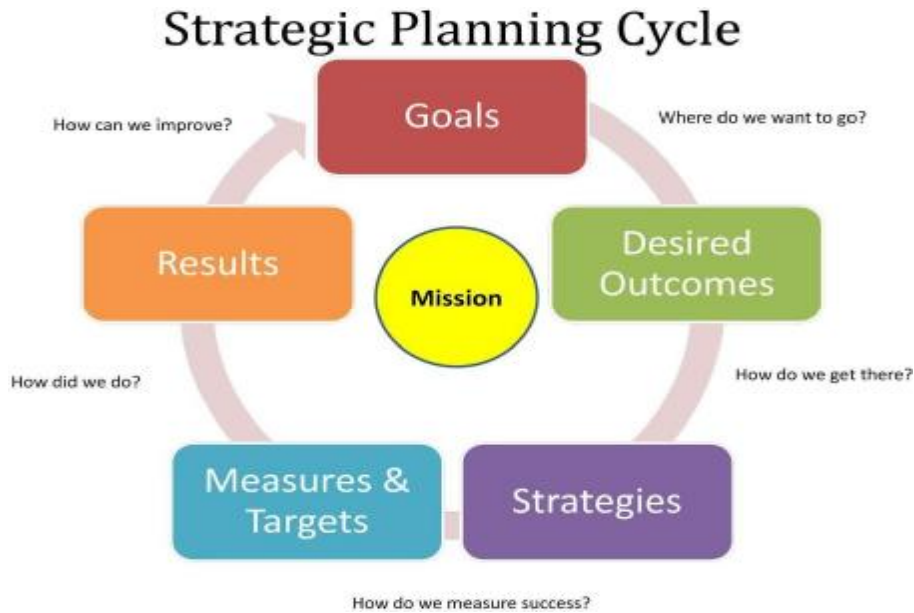 Strategic Planning Cycle
Goals
How can we improve?
Where do we want to go?
Results
Desired
Outcomes
Mission
How did we do?
How do we get there?
Measures &
Targets
Strategies
How do we measure success?